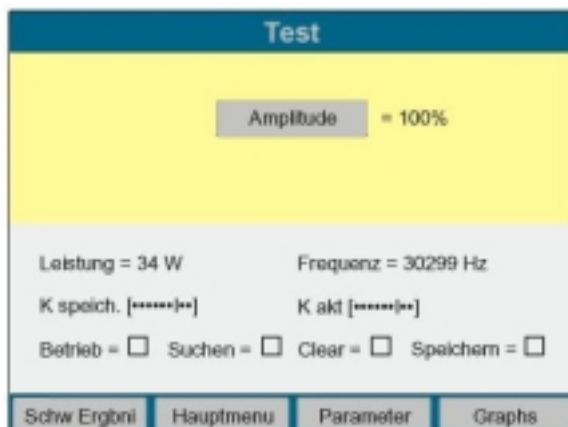 Test
Amplitude = 100%
Leistung = 34 W Frequenz = 30299 Hz
K speich. [••••••|••] K akt [••••••|••]
Betrieb = ☐ Suchen = ☐ Clear = ☐ Speichern = ☐
Schw Ergbni Hauptmenu Parameter Graphs